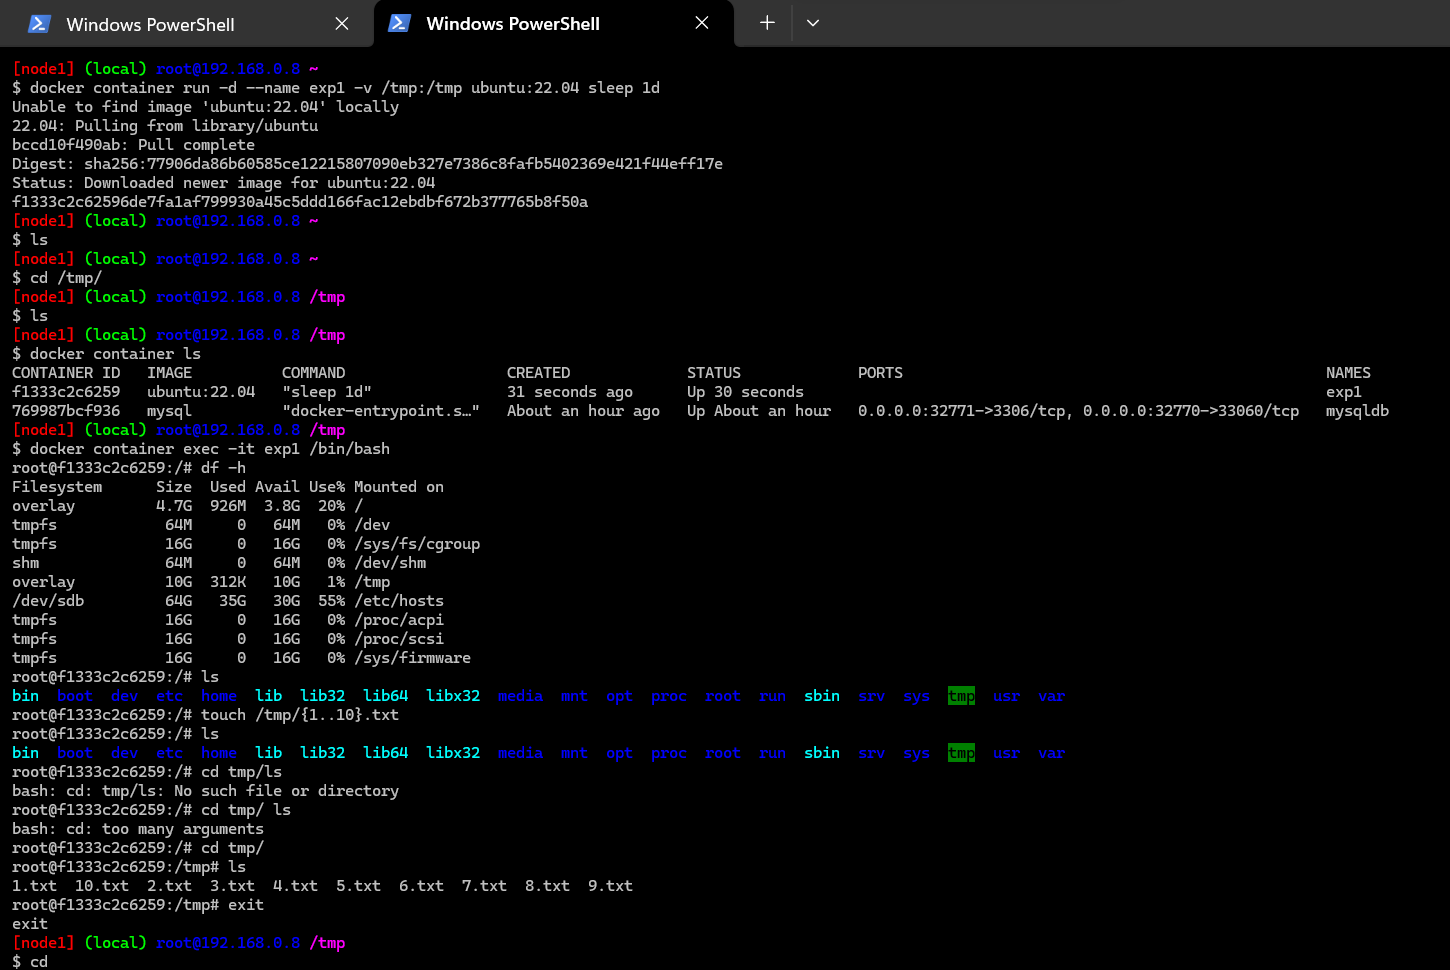 Windows PowerShell
Windows PowerShell
[node1] (local) root@192.168.0.8 ~
$ docker container run -d --name exp1 -v /tmp:/tmp ubuntu:22.04 sleep 1d
Unable to find image 'ubuntu:22.04' locally
22.04: Pulling from library/ubuntu
bccd10f490ab: Pull complete
Digest: sha256:77906da86b60585ce12215807090eb327e7386c8fafb5402369e421f44eff17e
Status: Downloaded newer image for ubuntu:22.04
f1333c2c62596de7fa1af799930a45c5ddd166fac12ebdbf672b377765b8f50a
[node1] (local) root@192.168.0.8 ~
$ ls
[node1] (local) root@192.168.0.8 ~
$ cd /tmp/
[node1] (local) root@192.168.0.8 /tmp
$ ls
[node1] (local) root@192.168.0.8 /tmp
$ docker container ls
CONTAINER ID   IMAGE          COMMAND                  CREATED             STATUS             PORTS                                               NAMES
f1333c2c6259   ubuntu:22.04   "sleep 1d"               31 seconds ago      Up 30 seconds                                                          exp1
769987bcf936   mysql          "docker-entrypoint.s…"   About an hour ago   Up About an hour   0.0.0.0:32771->3306/tcp, 0.0.0.0:32770->33060/tcp   mysqldb
[node1] (local) root@192.168.0.8 /tmp
$ docker container exec -it exp1 /bin/bash
root@f1333c2c6259:/# df -h
Filesystem      Size  Used Avail Use% Mounted on
overlay         4.7G  926M  3.8G  20% /
tmpfs            64M     0   64M   0% /dev
tmpfs            16G     0   16G   0% /sys/fs/cgroup
shm              64M     0   64M   0% /dev/shm
overlay          10G  312K   10G   1% /tmp
/dev/sdb         64G   35G   30G  55% /etc/hosts
tmpfs            16G     0   16G   0% /proc/acpi
tmpfs            16G     0   16G   0% /proc/scsi
tmpfs            16G     0   16G   0% /sys/firmware
root@f1333c2c6259:/# ls
bin  boot  dev  etc  home  lib  lib32  lib64  libx32  media  mnt  opt  proc  root  run  sbin  srv  sys  tmp  usr  var
root@f1333c2c6259:/# touch /tmp/{1..10}.txt
root@f1333c2c6259:/# ls
bin  boot  dev  etc  home  lib  lib32  lib64  libx32  media  mnt  opt  proc  root  run  sbin  srv  sys  tmp  usr  var
root@f1333c2c6259:/# cd tmp/ls
bash: cd: tmp/ls: No such file or directory
root@f1333c2c6259:/# cd tmp/ ls
bash: cd: too many arguments
root@f1333c2c6259:/# cd tmp/
root@f1333c2c6259:/tmp# ls
1.txt  10.txt  2.txt  3.txt  4.txt  5.txt  6.txt  7.txt  8.txt  9.txt
root@f1333c2c6259:/tmp# exit
exit
[node1] (local) root@192.168.0.8 /tmp
$ cd